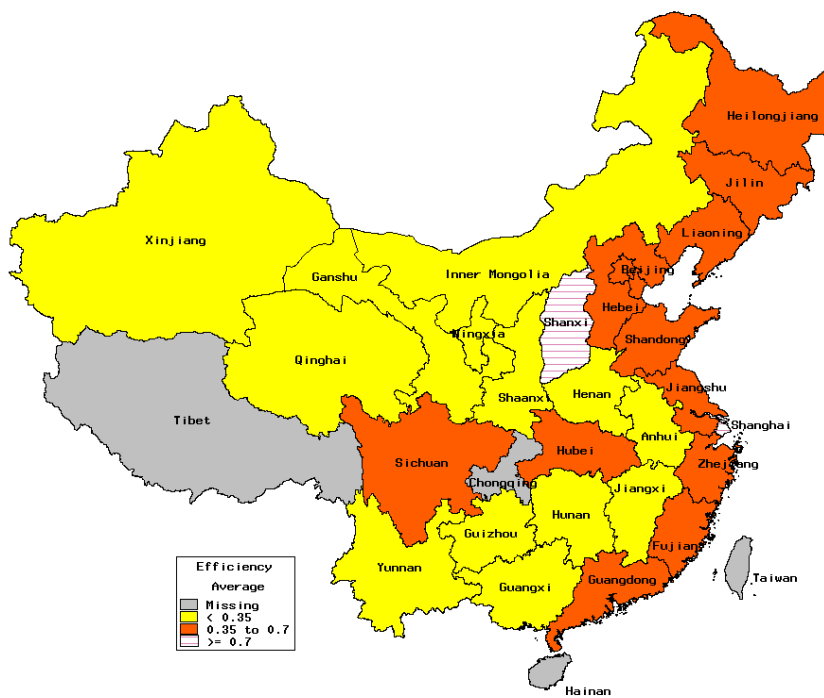 Heilongjiang
Jilin
Liaoning
Xinjiang
Beijing
Ganshu
Inner Mongolia
Hebei
Shanxi
Ningxia
Shandong
Qinghai
Jiangshu
Shaanxi
Henan
Tibet
Shanghai
Anhui
Hubei
Sichuan
Zhejiang
Chongqing
Jiangxi
Hunan
Guizhou
Fujian
Yunnan
Guangxi
Guangdong
Taiwan
Efficiency
Average
Missing
< 0.35
0.35 to 0.7
>= 0.7
Hainan